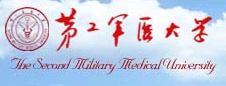 第二军医大学
The Second Military Medical University